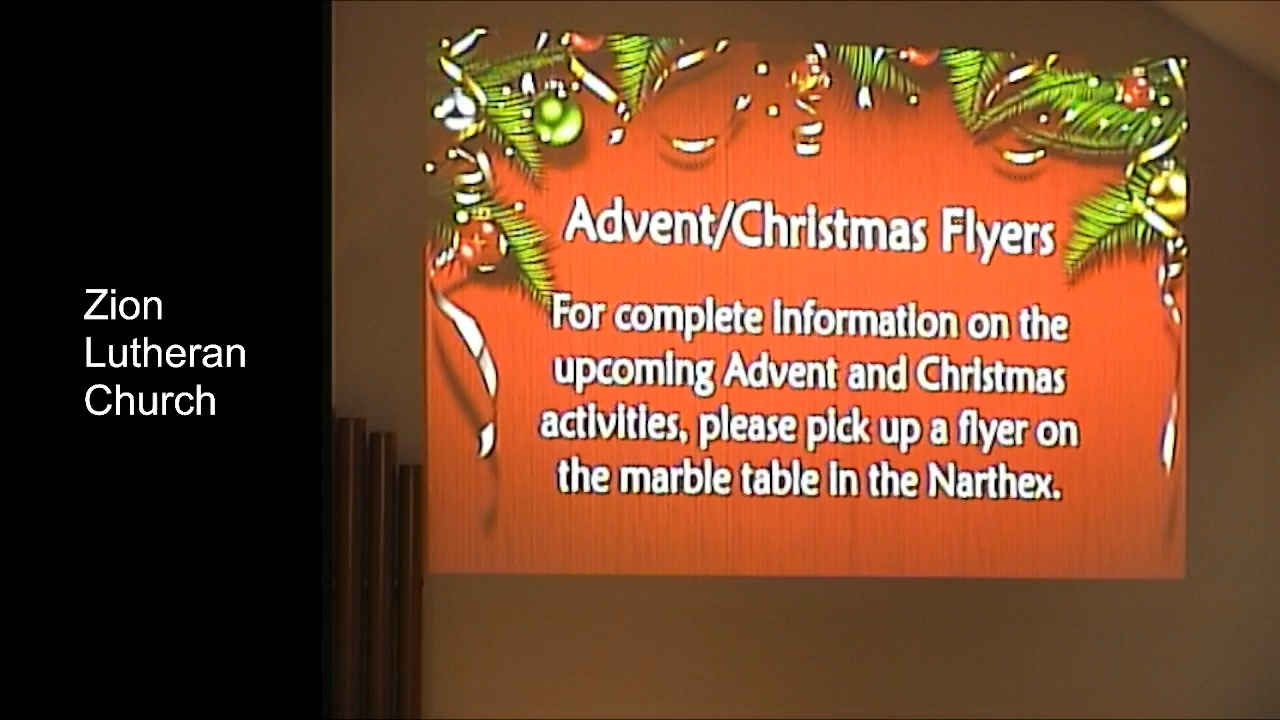 Zion
Lutheran
Church
Advent/Christmas Flyers
For complete information on the
upcoming Advent and Christmas
activities, please pick up a flyer on
the marble table in the Narthex.